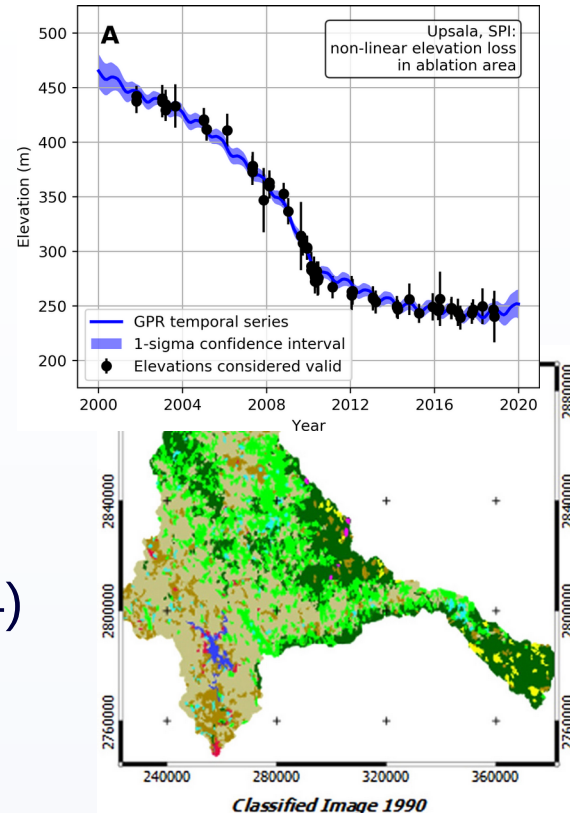 A
Upsala, SPI:
non-linear elevation loss
in ablation area
Elevation (m)
500
450
400
350
300
250
200
GPR temporal series
1-sigma confidence interval
Elevations considered valid
2000 2004 2008 2012 2016 2020
Year
)
2840000
2800000
2760000
2840000
2800000
2760000
240000 280000 320000 360000
Classified Image 1990